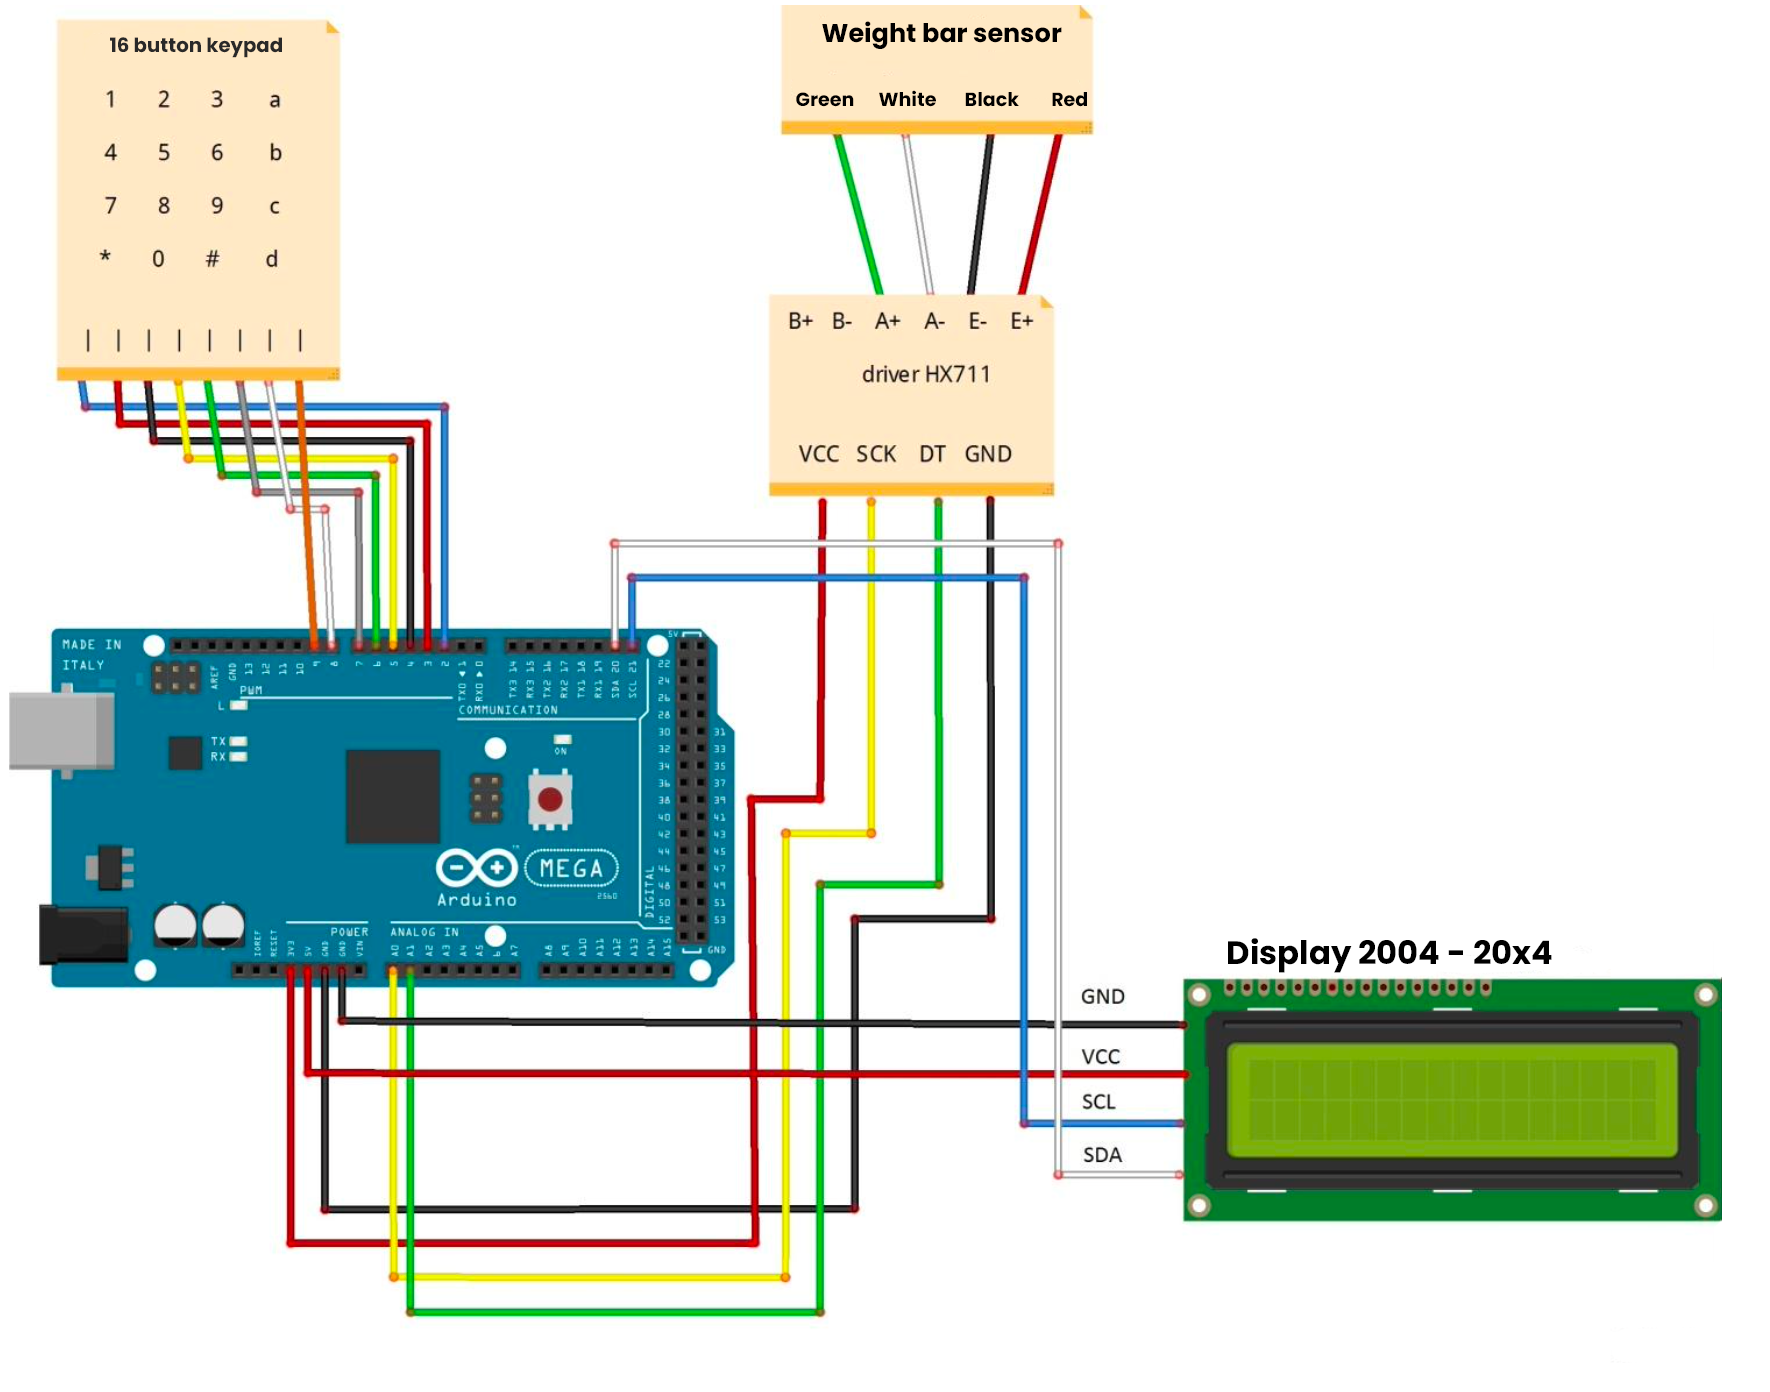 16 button keypad
1 2 3 a
4 5 6 b
7 8 9 c
* 0 # d
Weight bar sensor
Green White Black Red
B+ B- A+ A- E- E+
driver HX711
VCC SCK DT GND
MADE IN
ITALY
AREF
GND
13
12
11
10
9
8
7
6
5
4
3
2
TX0 ◀ 1
RX0 ▶ 0
TX3 14
RX3 15
TX2 16
RX2 17
TX1 18
RX1 19
SDA 20
SCL 21
PWM
COMMUNICATION
L
TX
RX
ON
5V
22
24
26
28
30 31
32 33
34 35
36 37
38 39
40 41
42 43
44 45
46 47
48 49
50 51
52 53
GND
DIGITAL
MEGA
2560
Arduino
™
POWER
ANALOG IN
IOREF
RESET
3V3
5V
GND
GND
VIN
A0
A1
A2
A3
A4
A5
6
A7
A8
A9
A10
A11
A12
A13
A14
A15
Display 2004 - 20x4
GND
VCC
SCL
SDA